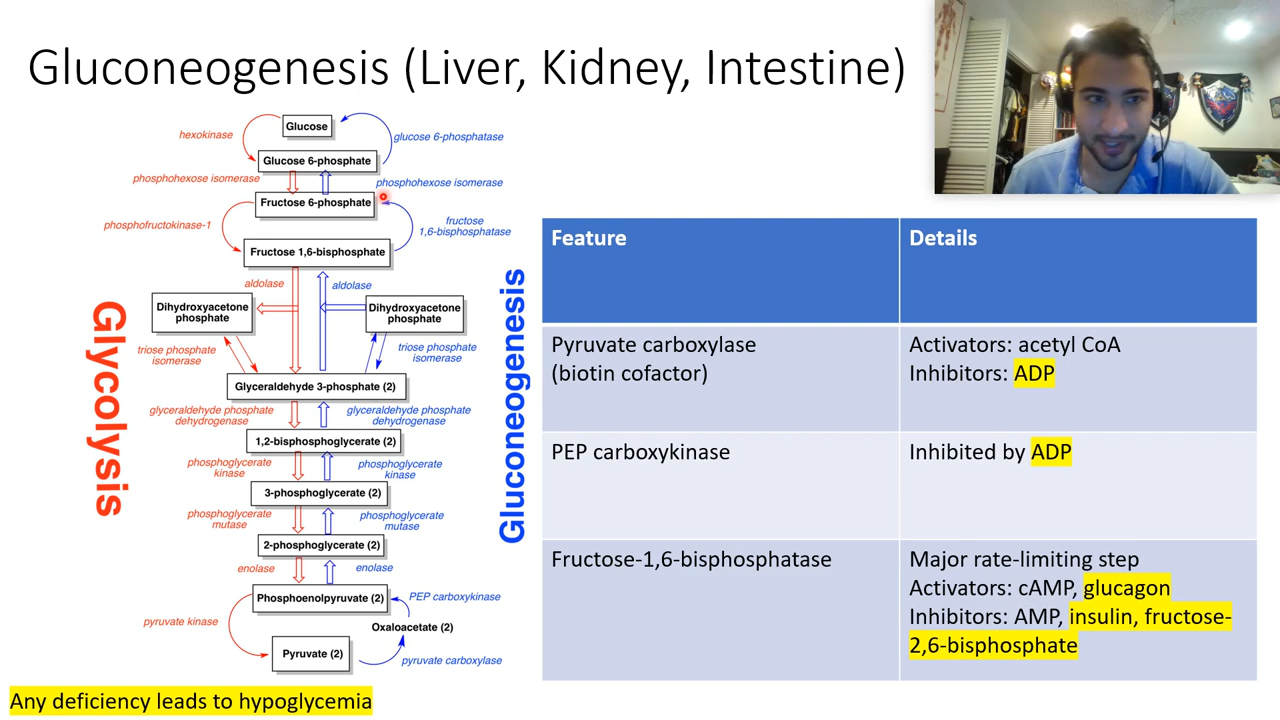 Gluconeogenesis (Liver, Kidney, Intestine)
Glucose
hexokinase
glucose 6-phosphatase
Glucose 6-phosphate
phosphohexose isomerase
phosphohexose isomerase
Fructose 6-phosphate
phosphofructokinase-1
fructose
1,6-bisphosphatase
Fructose 1,6-bisphosphate
aldolase
aldolase
Dihydroxyacetone
phosphate
Dihydroxyacetone
phosphate
triose phosphate
isomerase
triose phosphate
isomerase
Glyceraldehyde 3-phosphate (2)
glyceraldehyde phosphate
dehydrogenase
glyceraldehyde phosphate
dehydrogenase
1,2-bisphosphoglycerate (2)
phosphoglycerate
kinase
phosphoglycerate
kinase
3-phosphoglycerate (2)
phosphoglycerate
mutase
phosphoglycerate
mutase
2-phosphoglycerate (2)
enolase
enolase
Phosphoenolpyruvate (2)
PEP carboxykinase
Oxaloacetate (2)
pyruvate kinase
Pyruvate (2)
pyruvate carboxylase
Glycolysis
Gluconeogenesis
Feature
Details
Pyruvate carboxylase
(biotin cofactor)
Activators: acetyl CoA
Inhibitors: ADP
PEP carboxykinase
Inhibited by ADP
Fructose-1,6-bisphosphatase
Major rate-limiting step
Activators: cAMP, glucagon
Inhibitors: AMP, insulin, fructose-
2,6-bisphosphate
Any deficiency leads to hypoglycemia